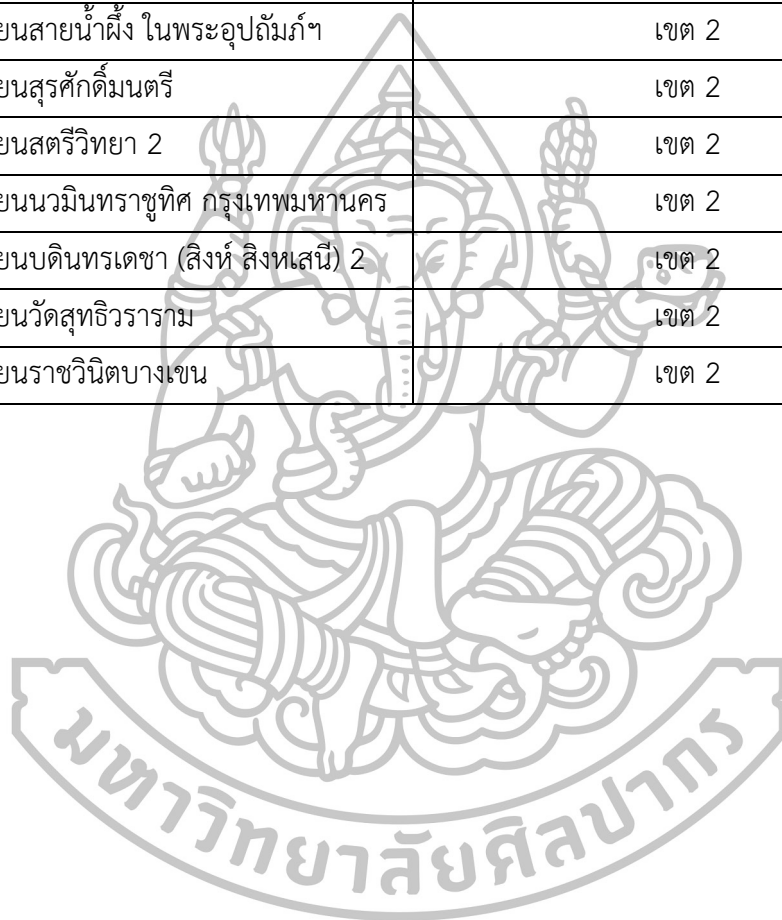 ยนสายน้ำผึ้ง ในพระอุปถัมภ์ฯ เขต 2
ยนสุรศักดิ์มนตรี เขต 2
ยนสตรีวิทยา 2 เขต 2
ยนนวมินทราชูทิศ กรุงเทพมหานคร เขต 2
ยนบดินทรเดชา (สิงห์ สิงหเสนี) 2 เขต 2
ยนวัดสุทธิวราราม เขต 2
ยนราชวินิตบางเขน เขต 2
มหาวิทยาลัยศิลปากร